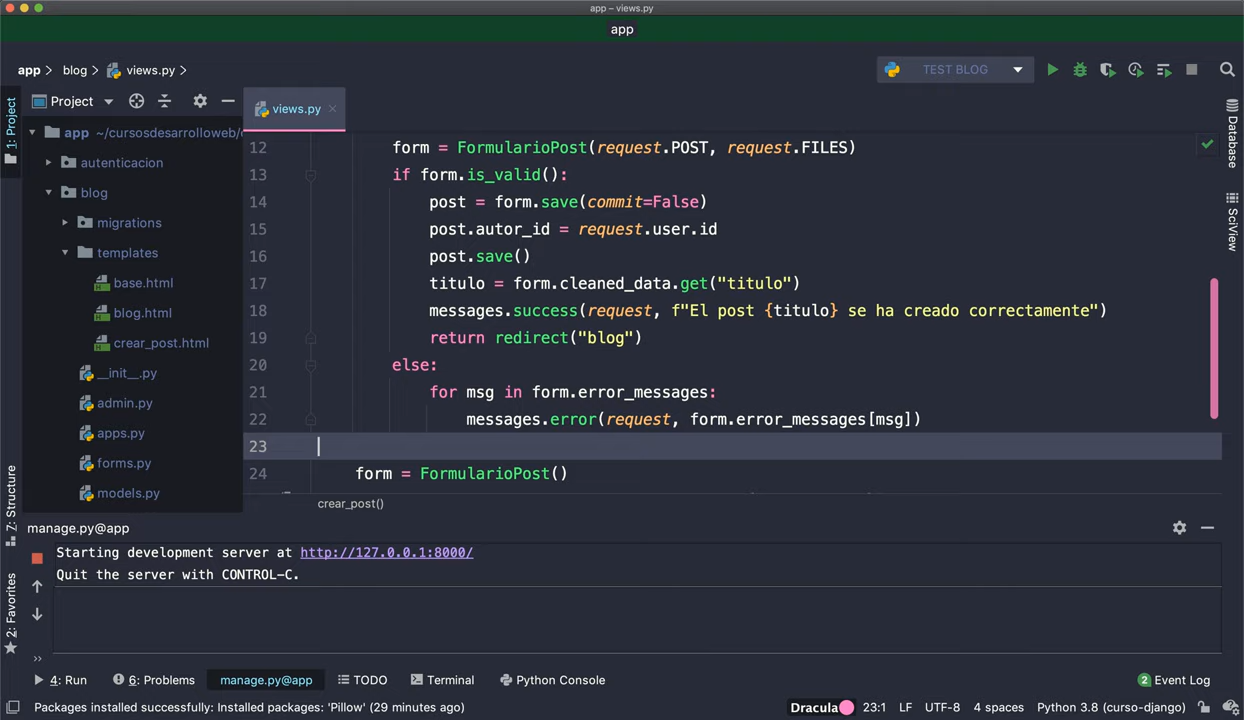 app – views.py
app
app
blog
views.py
TEST BLOG
1: Project
Project
views.py
Database
SciView
app ~/cursosdesarrolloweb/
autenticacion
blog
migrations
templates
base.html
blog.html
crear_post.html
__init__.py
admin.py
apps.py
forms.py
models.py
12 form = FormularioPost(request.POST, request.FILES)
13 if form.is_valid():
14 post = form.save(commit=False)
15 post.autor_id = request.user.id
16 post.save()
17 titulo = form.cleaned_data.get("titulo")
18 messages.success(request, f"El post {titulo} se ha creado correctamente")
19 return redirect("blog")
20 else:
21 for msg in form.error_messages:
22 messages.error(request, form.error_messages[msg])
23
24 form = FormularioPost()
crear_post()
7: Structure
2: Favorites
manage.py@app
Starting development server at http://127.0.0.1:8000/
Quit the server with CONTROL-C.
4: Run
6: Problems
manage.py@app
TODO
Terminal
Python Console
2 Event Log
Packages installed successfully: Installed packages: 'Pillow' (29 minutes ago)
Dracula
23:1
LF
UTF-8
4 spaces
Python 3.8 (curso-django)